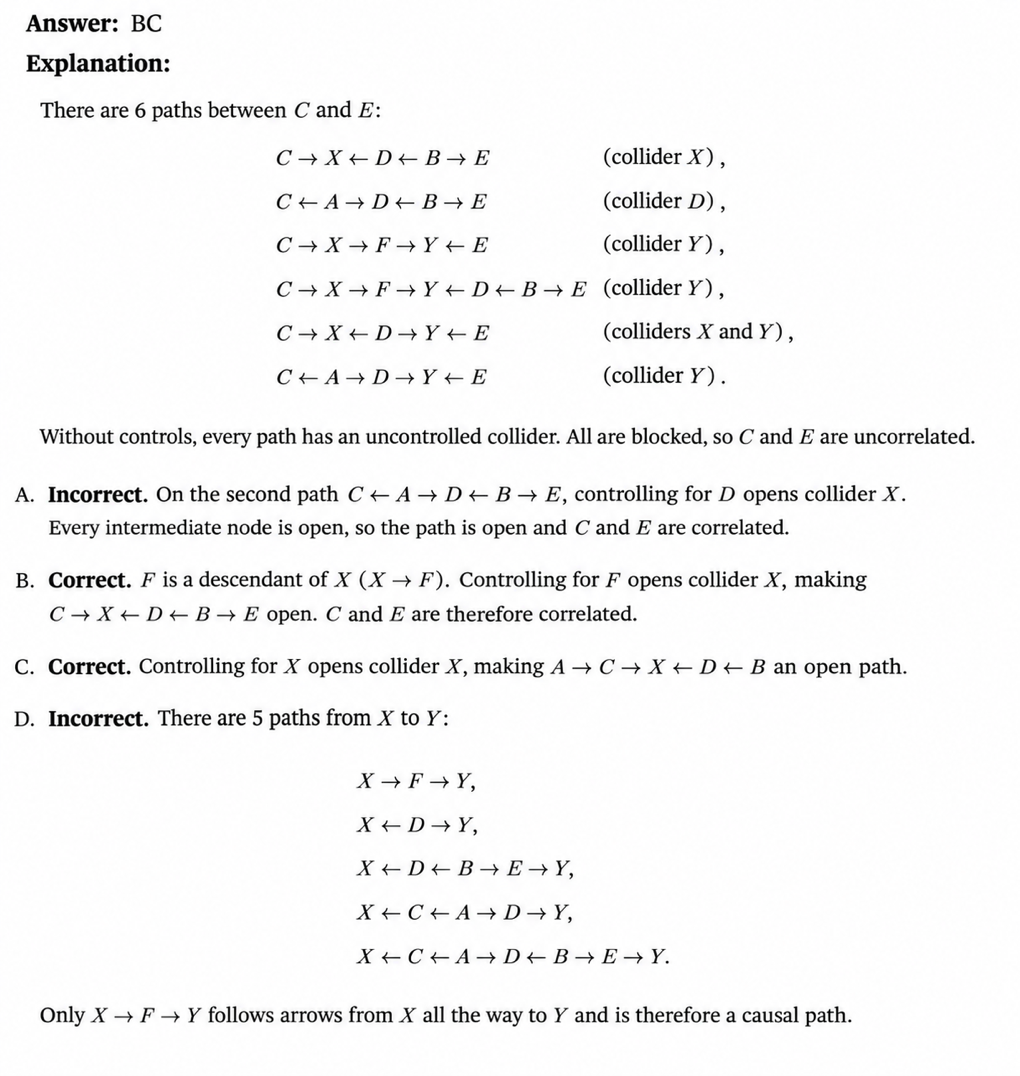 Answer: BC
Explanation:
There are 6 paths between C and E:
C → X ← D ← B → E (collider X) ,
C ← A → D ← B → E (collider D) ,
C → X → F → Y ← E (collider Y) ,
C → X → F → Y ← D ← B → E (collider Y) ,
C → X ← D → Y ← E (colliders X and Y) ,
C ← A → D → Y ← E (collider Y) .
Without controls, every path has an uncontrolled collider. All are blocked, so C and E are uncorrelated.
A. Incorrect. On the second path C ← A → D ← B → E, controlling for D opens collider X.
Every intermediate node is open, so the path is open and C and E are correlated.
B. Correct. F is a descendant of X (X → F). Controlling for F opens collider X, making
C → X ← D ← B → E open. C and E are therefore correlated.
C. Correct. Controlling for X opens collider X, making A → C → X ← D ← B an open path.
D. Incorrect. There are 5 paths from X to Y:
X → F → Y,
X ← D → Y,
X ← D ← B → E → Y,
X ← C ← A → D → Y,
X ← C ← A → D ← B → E → Y.
Only X → F → Y follows arrows from X all the way to Y and is therefore a causal path.